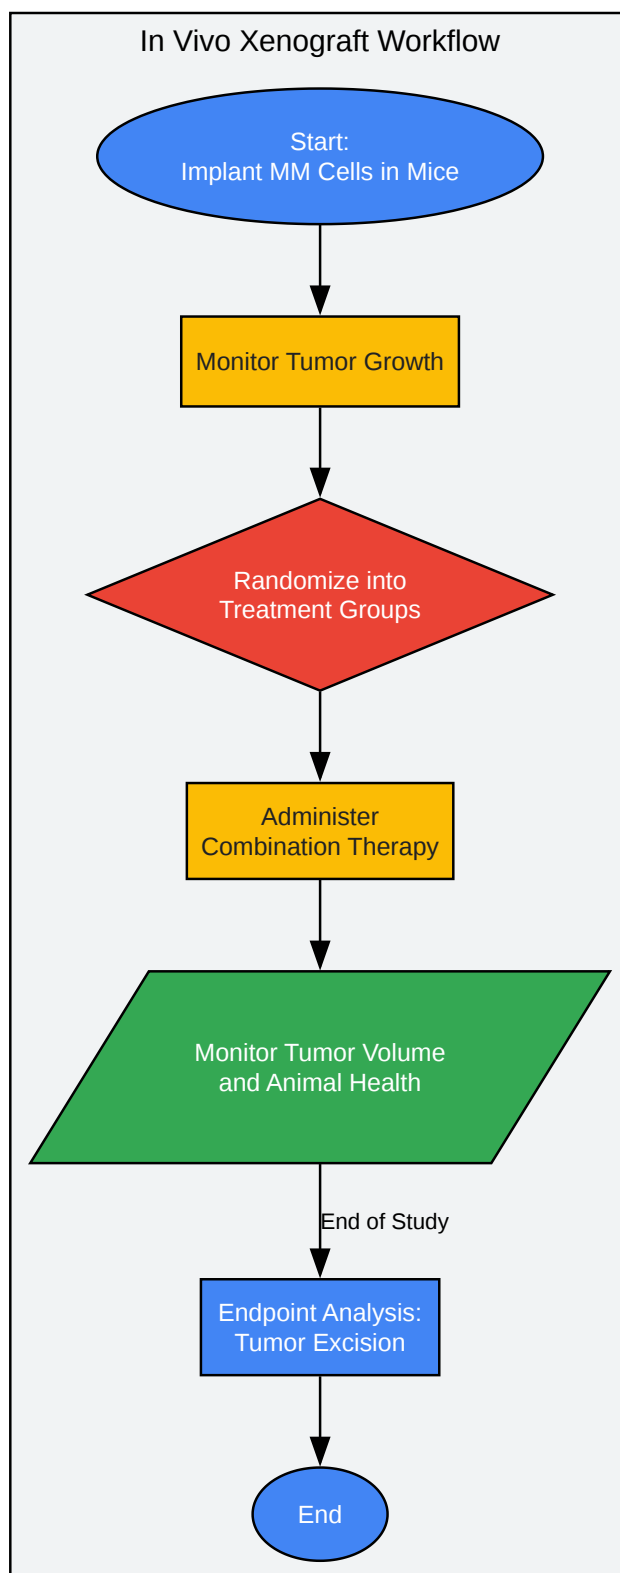 In Vivo Xenograft Workflow
Start:
Implant MM Cells in Mice
Monitor Tumor Growth
Randomize into
Treatment Groups
Administer
Combination Therapy
Monitor Tumor Volume
and Animal Health
End of Study
Endpoint Analysis:
Tumor Excision
End